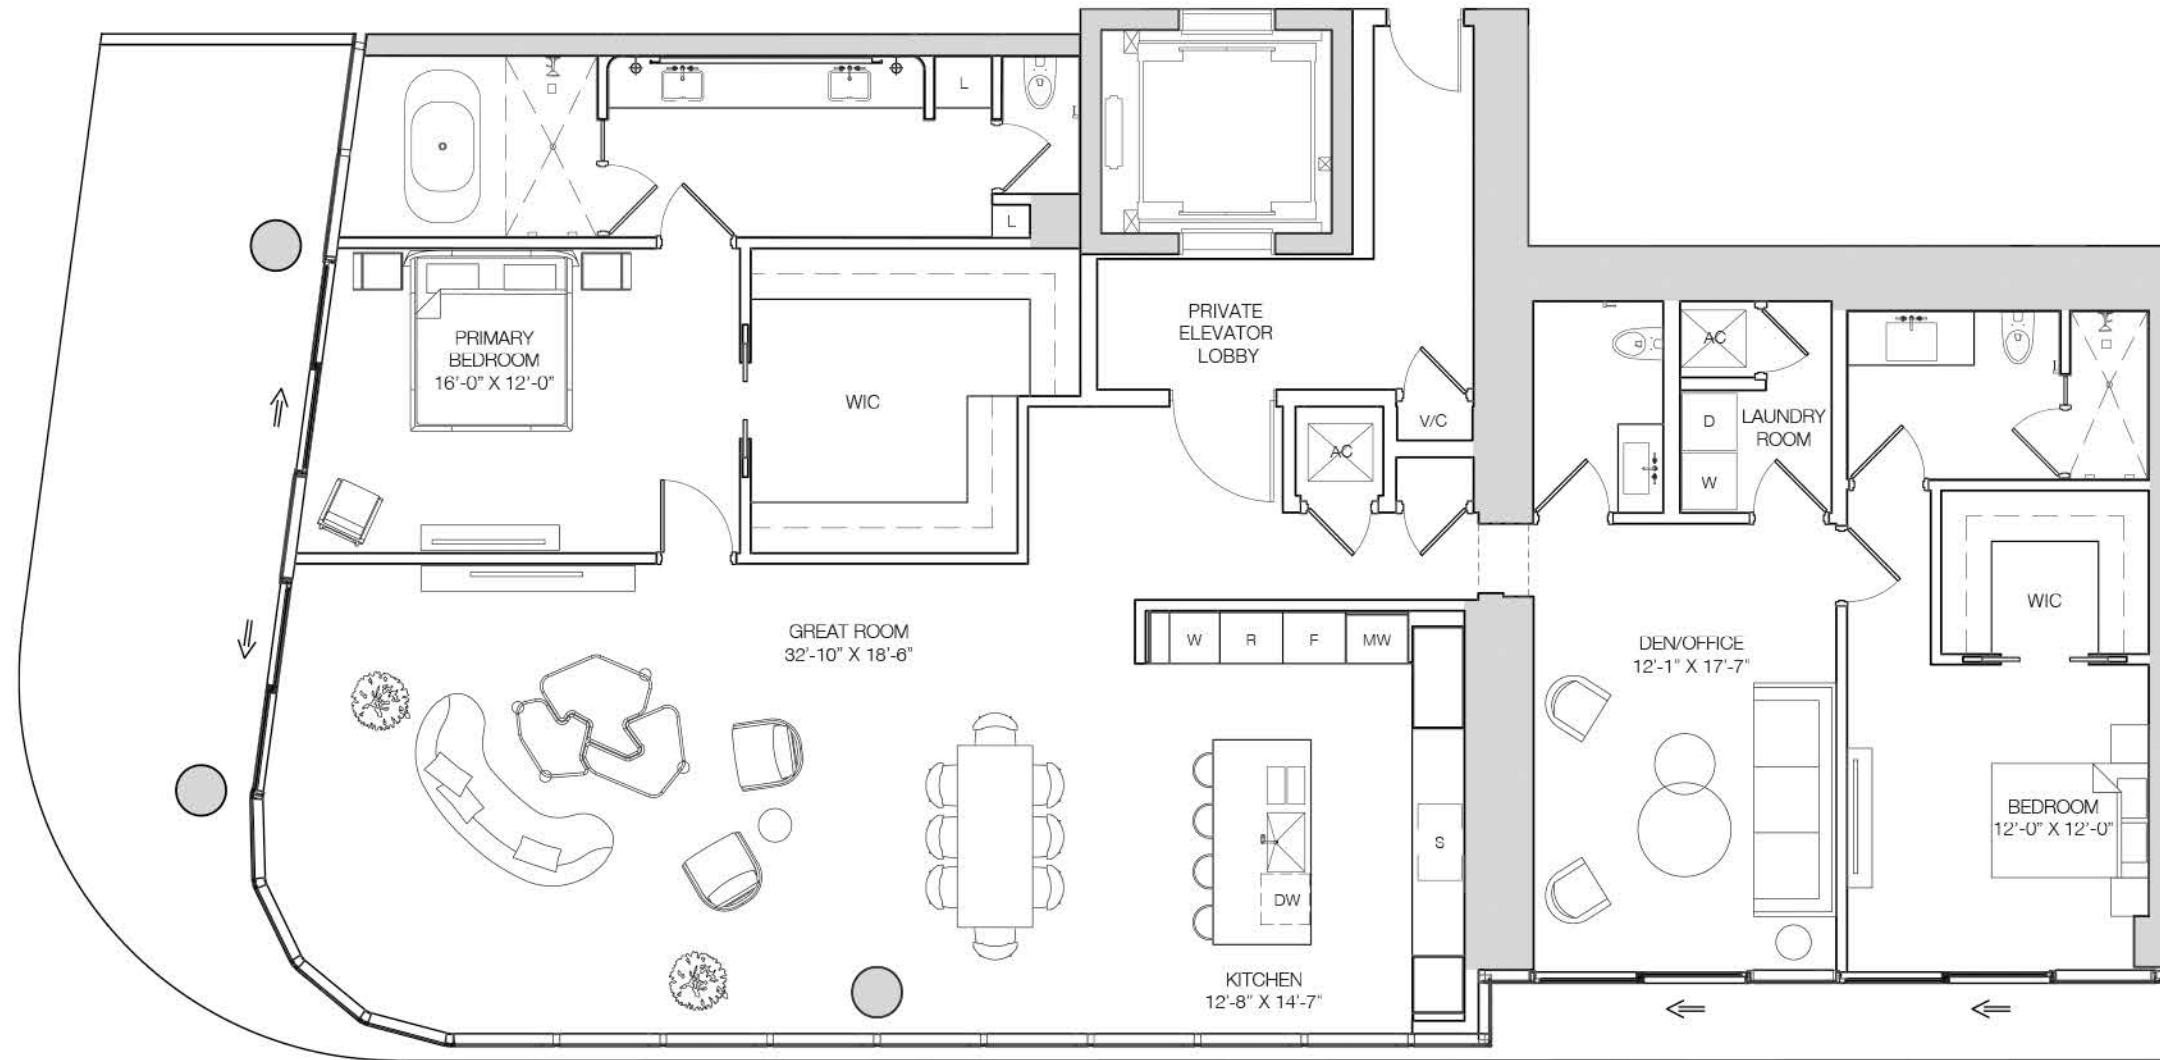 L
L
PRIMARY
BEDROOM
16'-0" X 12'-0"
WIC
PRIVATE
ELEVATOR
LOBBY
V/C
AC
AC
D
W
LAUNDRY
ROOM
WIC
GREAT ROOM
32'-10" X 18'-6"
W
R
F
MW
DEN/OFFICE
12'-1" X 17'-7"
S
DW
BEDROOM
12'-0" X 12'-0"
KITCHEN
12'-8" X 14'-7"